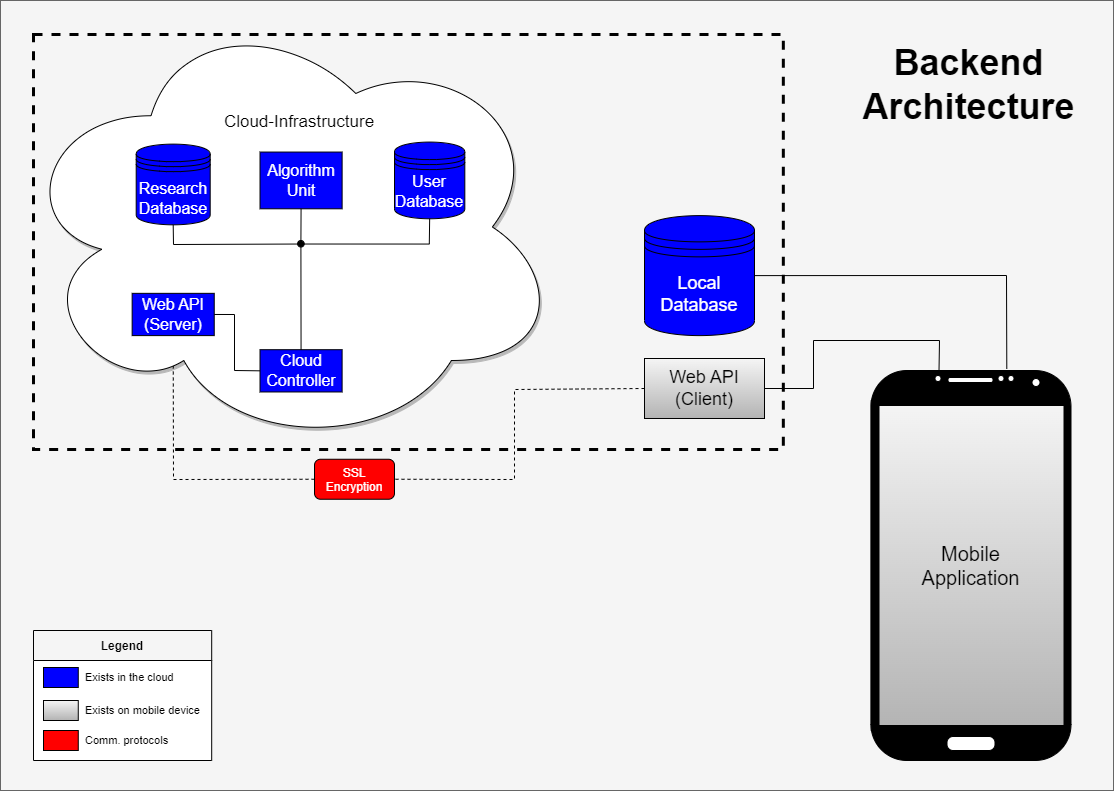 Backend
Architecture
Cloud-Infrastructure
Research
Database
Algorithm
Unit
User
Database
Web API
(Server)
Cloud
Controller
Local
Database
Web API
(Client)
SSL
Encryption
Mobile
Application
Legend
Exists in the cloud
Exists on mobile device
Comm. protocols